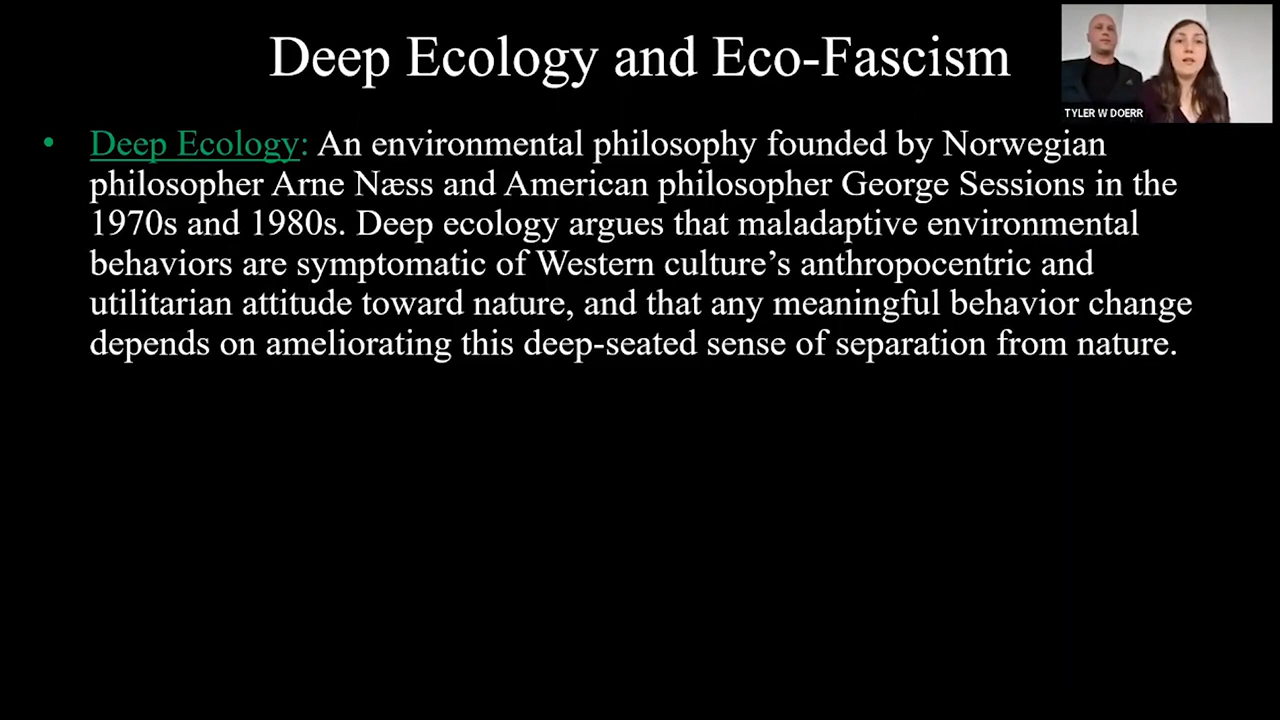 Deep Ecology and Eco-Fascism
TYLER W DOERR
• Deep Ecology: An environmental philosophy founded by Norwegian
philosopher Arne Næss and American philosopher George Sessions in the
1970s and 1980s. Deep ecology argues that maladaptive environmental
behaviors are symptomatic of Western culture’s anthropocentric and
utilitarian attitude toward nature, and that any meaningful behavior change
depends on ameliorating this deep-seated sense of separation from nature.